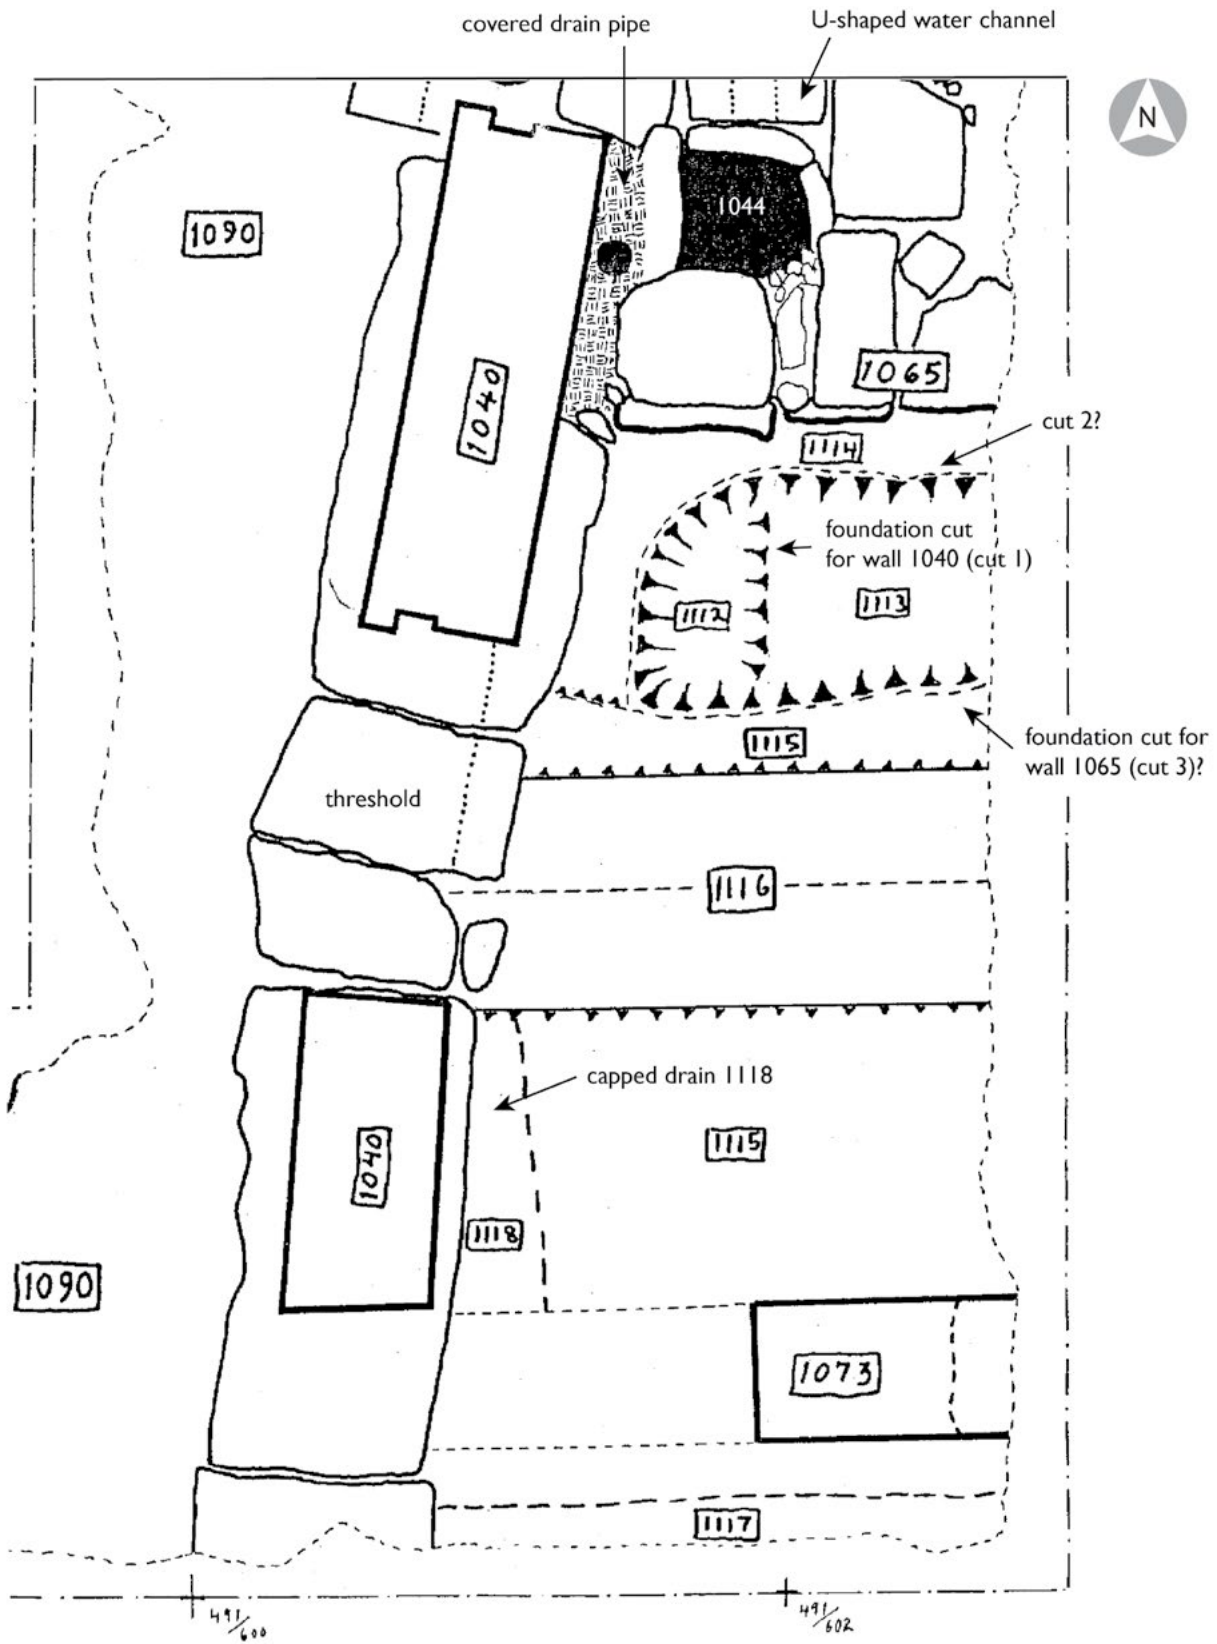 covered drain pipe
U-shaped water channel
N
1090
1044
1040
1065
cut 2?
1114
foundation cut
for wall 1040 (cut 1)
1113
1112
1115
foundation cut for
wall 1065 (cut 3)?
threshold
1116
capped drain 1118
1040
1115
1118
1090
1073
1117
491/600
491/602